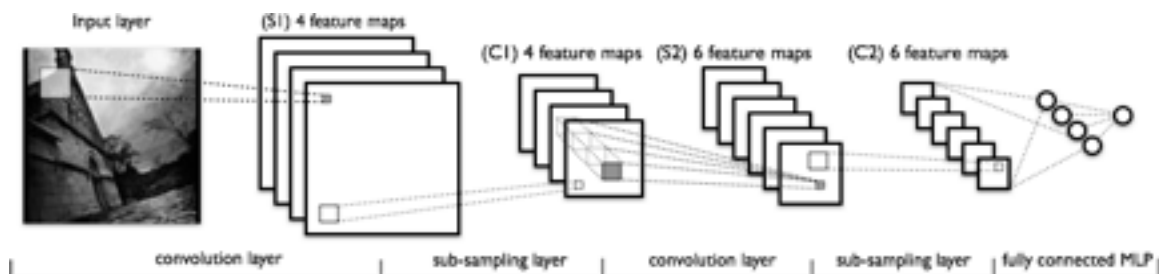 Input layer
(S1) 4 feature maps
(C1) 4 feature maps
(S2) 6 feature maps
(C2) 6 feature maps
convolution layer
sub-sampling layer
convolution layer
sub-sampling layer
fully connected MLP